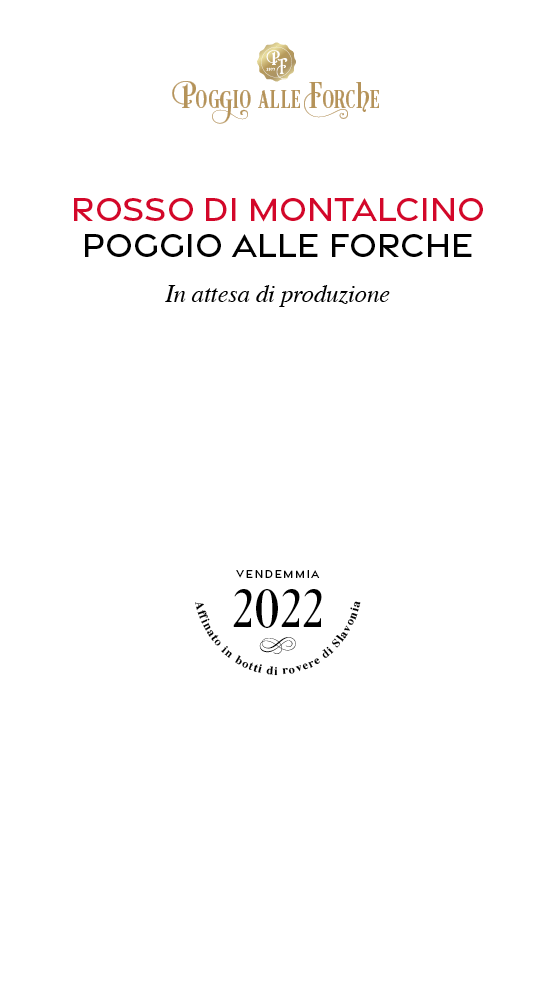 PF
Poggio alle Forche
ROSSO DI MONTALCINO
POGGIO ALLE FORCHE
In attesa di produzione
VENDEMMIA
2022
Affinato in botti di rovere di Slavonia